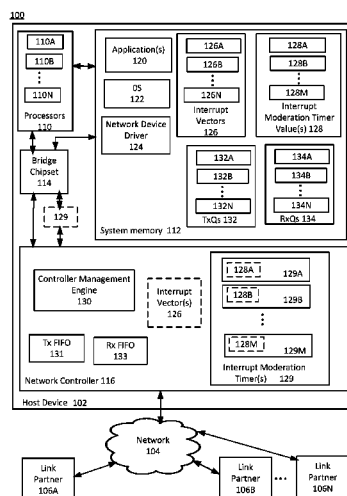 100
110A
110B
110N
Processors
110
Bridge
Chipset
114
129
Application(s)
120
OS
122
Network Device
Driver
124
126A
126B
126N
Interrupt
Vectors
126
128A
128B
128M
Interrupt
Moderation Timer
Value(s) 128
132A
132B
132N
TxQs 132
134A
134B
134N
RxQs 134
System memory 112
Controller Management
Engine
130
Interrupt
Vector(s)
126
128A
129A
128B
129B
128M
129M
Interrupt Moderation
Timer(s) 129
Tx FIFO
131
Rx FIFO
133
Network Controller 116
Host Device 102
Network
104
Link
Partner
106A
Link
Partner
106B
Link
Partner
106N